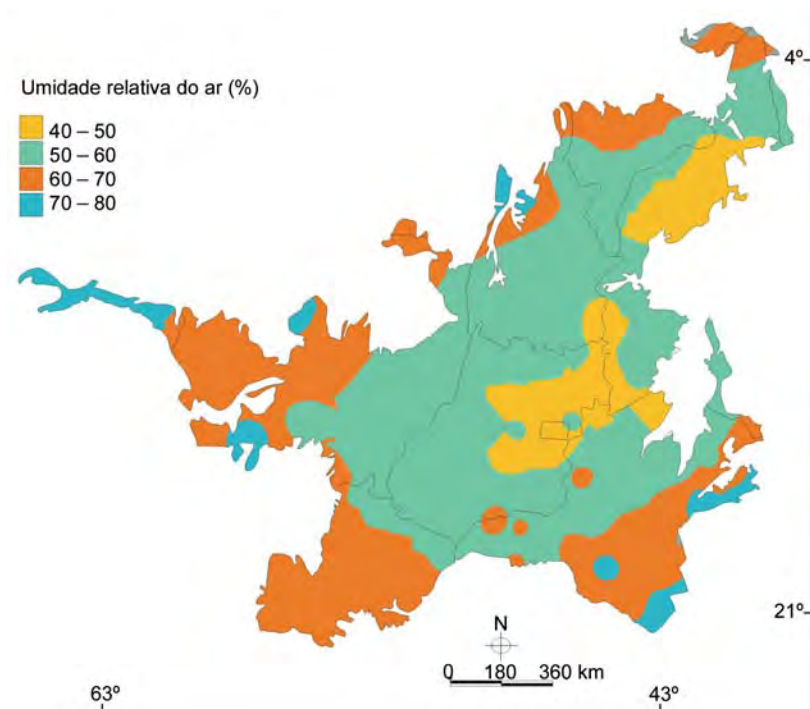 4º
Umidade relativa do ar (%)
40 – 50
50 – 60
60 – 70
70 – 80
21º
N
0 180 360 km
63º
43º